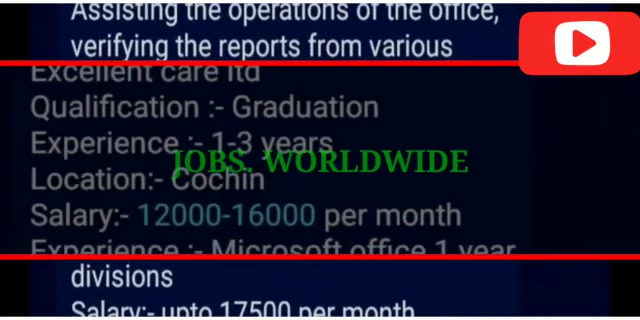 Assisting the operations of the office,
verifying the reports from various
Excellent care ltd
Qualification :- Graduation
Experience :- 1-3 years
JOBS. WORLDWIDE
Location:- Cochin
Salary:- 12000-16000 per month
Experience :- Microsoft office 1 year
divisions
Salary:- upto 17500 per month